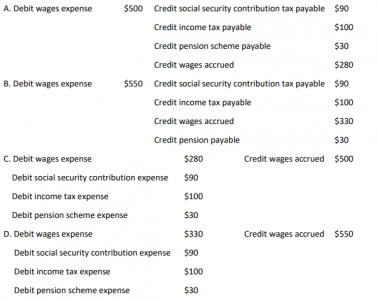 A. Debit wages expense $500 Credit social security contribution tax payable $90
Credit income tax payable $100
Credit pension scheme payable $30
Credit wages accrued $280
B. Debit wages expense $550 Credit social security contribution tax payable $90
Credit income tax payable $100
Credit wages accrued $330
Credit pension payable $30
C. Debit wages expense $280 Credit wages accrued $500
Debit social security contribution expense $90
Debit income tax expense $100
Debit pension scheme expense $30
D. Debit wages expense $330 Credit wages accrued $550
Debit social security contribution expense $90
Debit income tax expense $100
Debit pension scheme expense $30